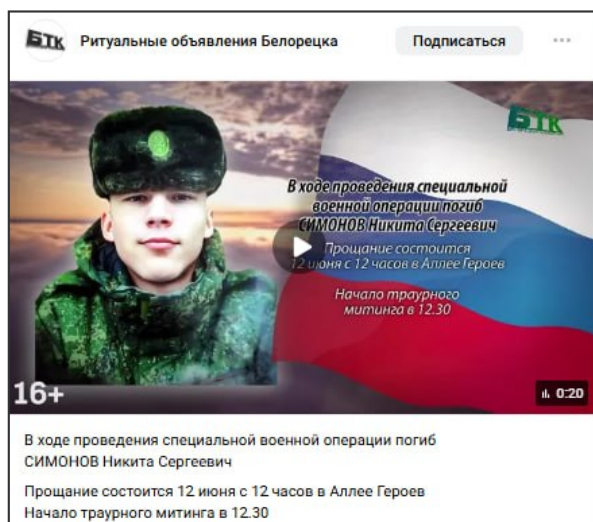 БТК
Ритуальные объявления Белорецка
Подписаться
БТК
В ходе проведения специальной
военной операции погиб
СИМОНОВ Никита Сергеевич
Прощание состоится
12 июня с 12 часов в Аллее Героев
Начало траурного
митинга в 12.30
16+
0:20
В ходе проведения специальной военной операции погиб
СИМОНОВ Никита Сергеевич
Прощание состоится 12 июня с 12 часов в Аллее Героев
Начало траурного митинга в 12.30